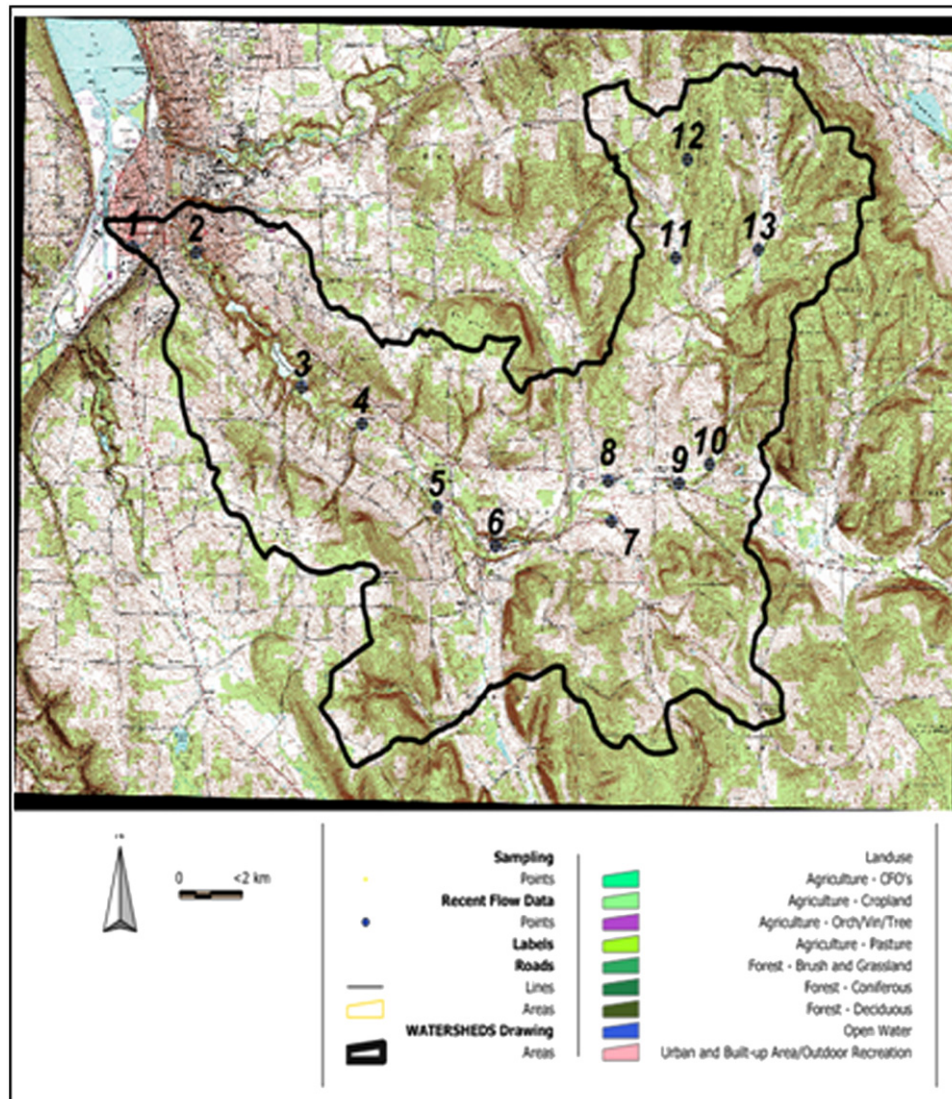 12
1
2
11
13
3
4
10
8
9
5
6
7
0 <2 km
Sampling
Points
Recent Flow Data
Points
Labels
Roads
Lines
Areas
WATERSHEDS Drawing
Areas
Landuse
Agriculture - CFO's
Agriculture - Cropland
Agriculture - Orch/Vin/Tree
Agriculture - Pasture
Forest - Brush and Grassland
Forest - Coniferous
Forest - Deciduous
Open Water
Urban and Built-up Area/Outdoor Recreation